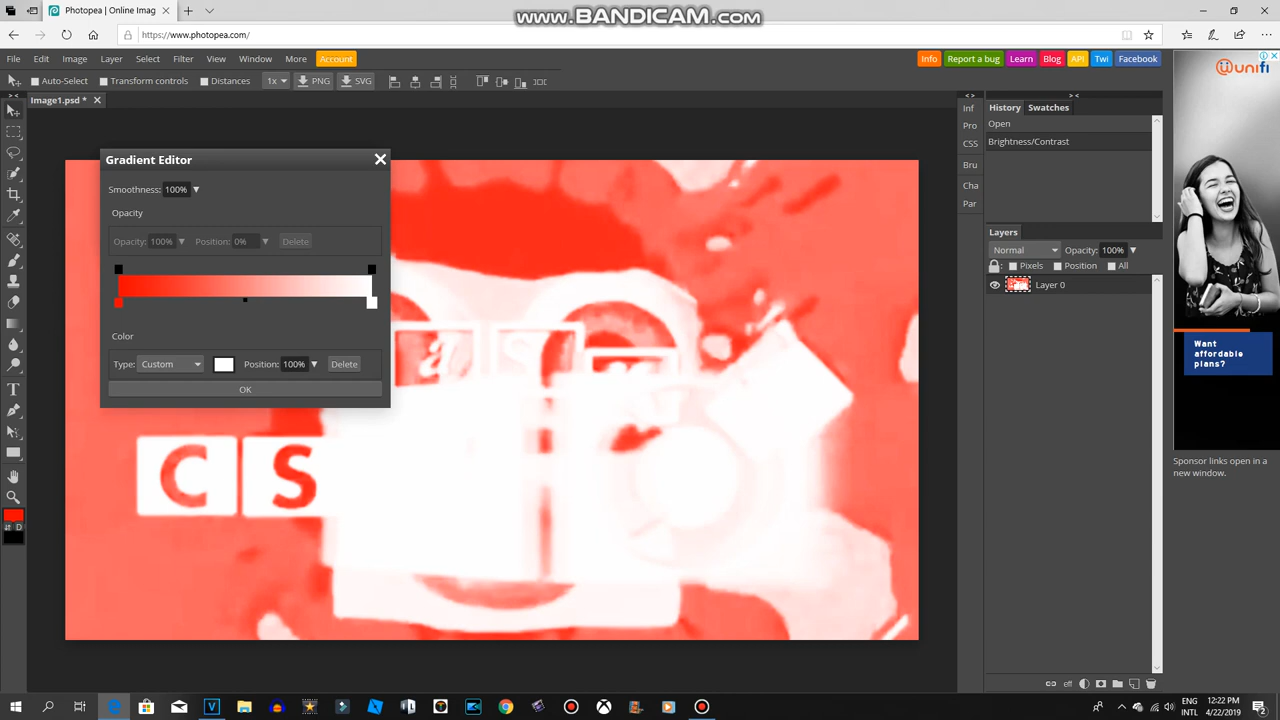 www.BANDICAM.com
Photopea | Online Imag
https://www.photopea.com/
File Edit Image Layer Select Filter View Window More Account
Info Report a bug Learn Blog API Twi Facebook
Auto-Select Transform controls Distances 1x PNG SVG
Image1.psd *
Gradient Editor
Smoothness: 100%
Opacity
Opacity: 100% Position: 0% Delete
Color
Type: Custom Position: 100% Delete
OK
C S
D
Inf
Pro
CSS
Bru
Cha
Par
History Swatches
Open
Brightness/Contrast
Layers
Normal Opacity: 100%
Pixels Position All
Layer 0
eff
unifi
Want
affordable
plans?
Sponsor links open in a
new window.
ENG
INTL
12:22 PM
4/22/2019
2